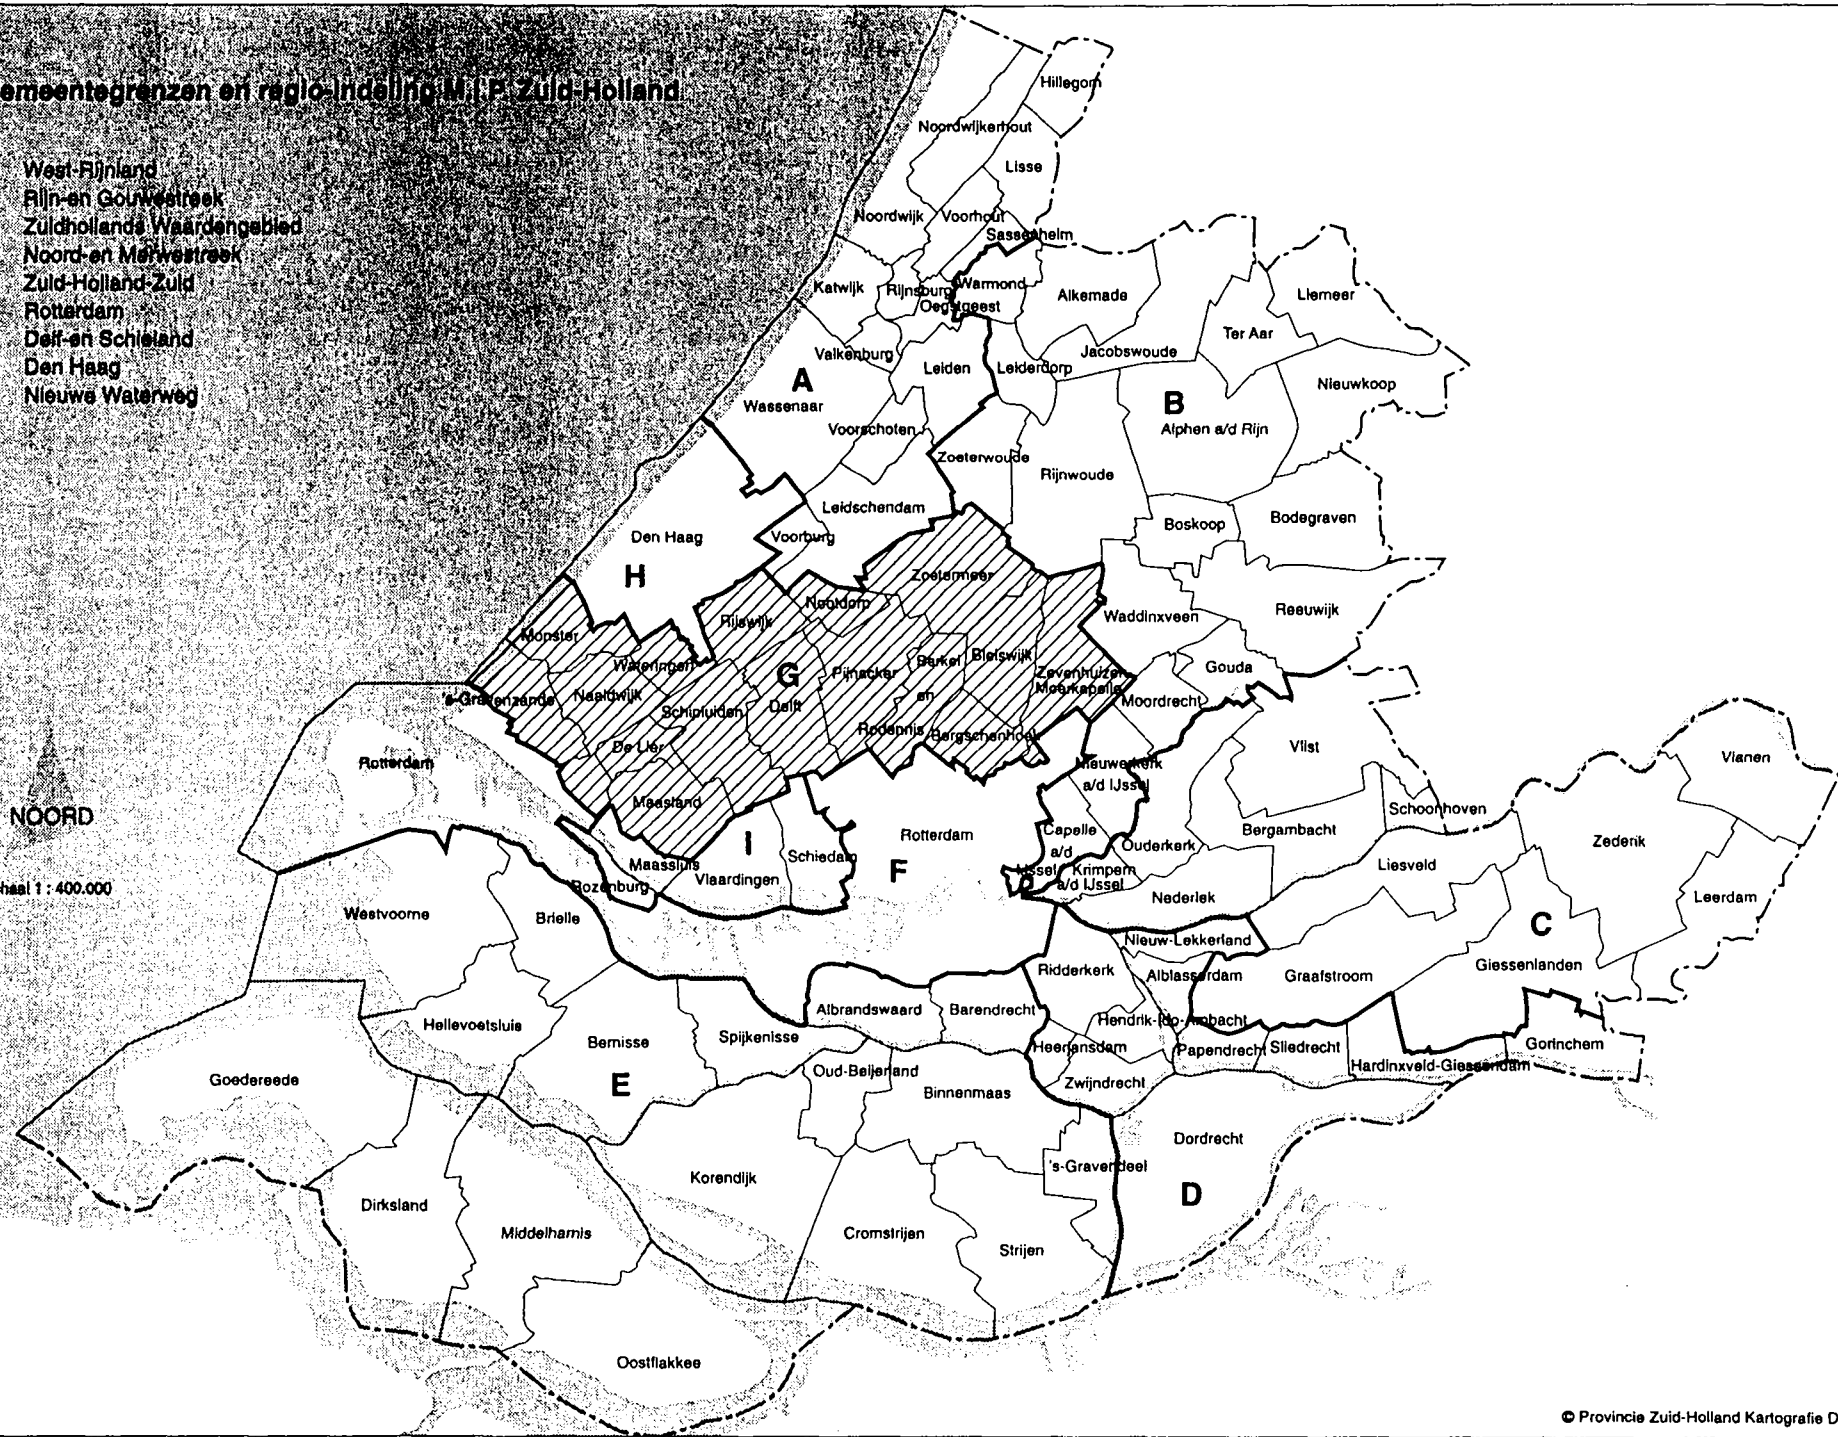 emeentegrenzen en regio-indeling M.J.P. Zuid-Holland
West-Rijnland
Rijn-en Gouwestreek
Zuidhollands Waardengebied
Noord-en Merwestreek
Zuid-Holland-Zuid
Rotterdam
Delf-en Schieland
Den Haag
Nieuwe Waterweg
Hillegom
Noordwijkerhout
Lisse
Noordwijk
Voorhout
Sassenheim
Katwijk
Rijnsburg
Warmond
Oegstgeest
Alkemade
Liemeer
Ter Aar
Valkenburg
Leiden
Leiderdorp
Jacobswoude
Nieuwkoop
A
Wassenaar
B
Alphen a/d Rijn
Voorschoten
Zoeterwoude
Rijnwoude
Leidschendam
Boskoop
Bodegraven
Den Haag
Voorburg
H
Zoetermeer
Nootdorp
Rijswijk
Waddinxveen
Reeuwijk
Monster
Wateringen
G
Pijnacker
Berkel
en
Rodenrijs
Bleiswijk
Zevenhuizen
Moerkapelle
Gouda
's-Gravenzande
Naaldwijk
Schipluiden
Delft
Moordrecht
De Lier
Bergschenhoek
Vlist
Rotterdam
Nieuwerkerk
a/d IJssel
Vianen
NOORD
Maasland
Schoonhoven
I
Rotterdam
Capelle
a/d
IJssel
Ouderkerk
Bergambacht
Zederik
Maassluis
Schiedam
F
Krimpen
a/d IJssel
Liesveld
Rozenburg
Vlaardingen
haal 1 : 400.000
Nederlek
Leerdam
Westvoorne
Brielle
C
Nieuw-Lekkerland
Giessenlanden
Ridderkerk
Alblasserdam
Graafstroom
Albrandswaard
Barendrecht
Hellevoetsluis
Bernisse
Spijkenisse
Hendrik-Ido-Ambacht
Heerjansdam
Papendrecht
Sliedrecht
Gorinchem
Hardinxveld-Giessendam
Goedereede
E
Oud-Beijerland
Binnenmaas
Zwijndrecht
Dordrecht
's-Gravendeel
Korendijk
D
Dirksland
Middelharnis
Cromstrijen
Strijen
Oostflakkee
© Provincie Zuid-Holland Kartografie D